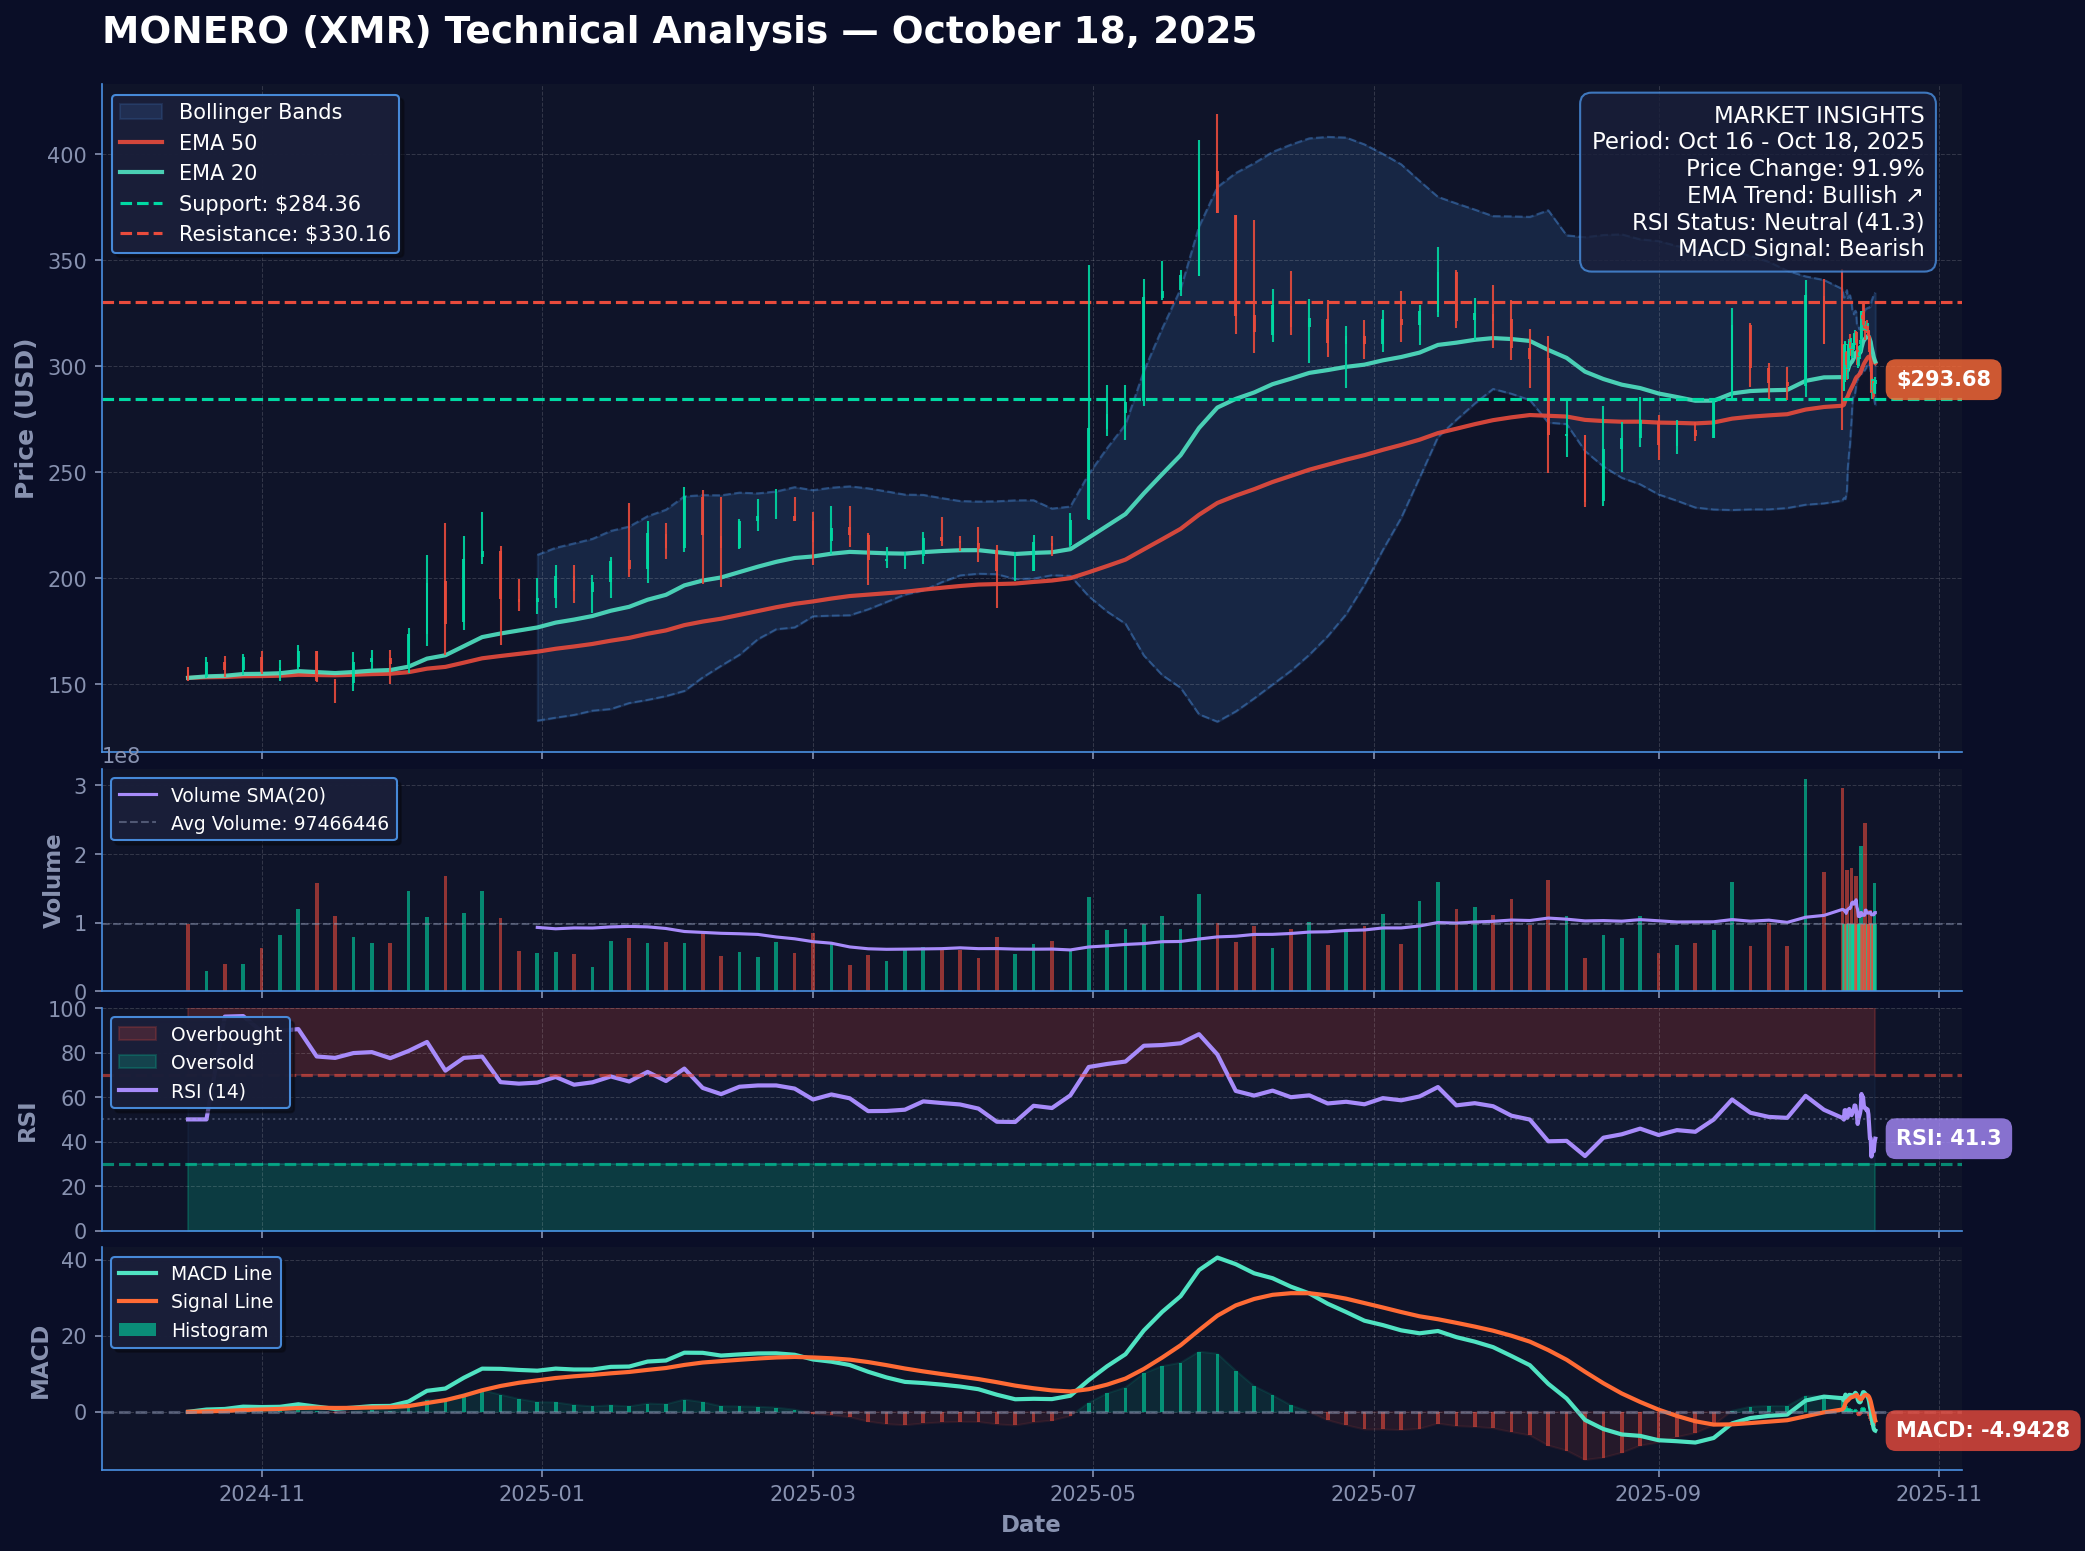 MONERO (XMR) Technical Analysis — October 18, 2025
Bollinger Bands
EMA 50
EMA 20
Support: $284.36
Resistance: $330.16
MARKET INSIGHTS
Period: Oct 16 - Oct 18, 2025
Price Change: 91.9%
EMA Trend: Bullish ↗
RSI Status: Neutral (41.3)
MACD Signal: Bearish
Price (USD)
400
350
300
250
200
150
$293.68
1e8
Volume SMA(20)
Avg Volume: 97466446
Volume
3
2
1
0
Overbought
Oversold
RSI (14)
RSI
100
80
60
40
20
0
RSI: 41.3
MACD Line
Signal Line
Histogram
MACD
40
20
0
MACD: -4.9428
2024-11
2025-01
2025-03
2025-05
2025-07
2025-09
2025-11
Date